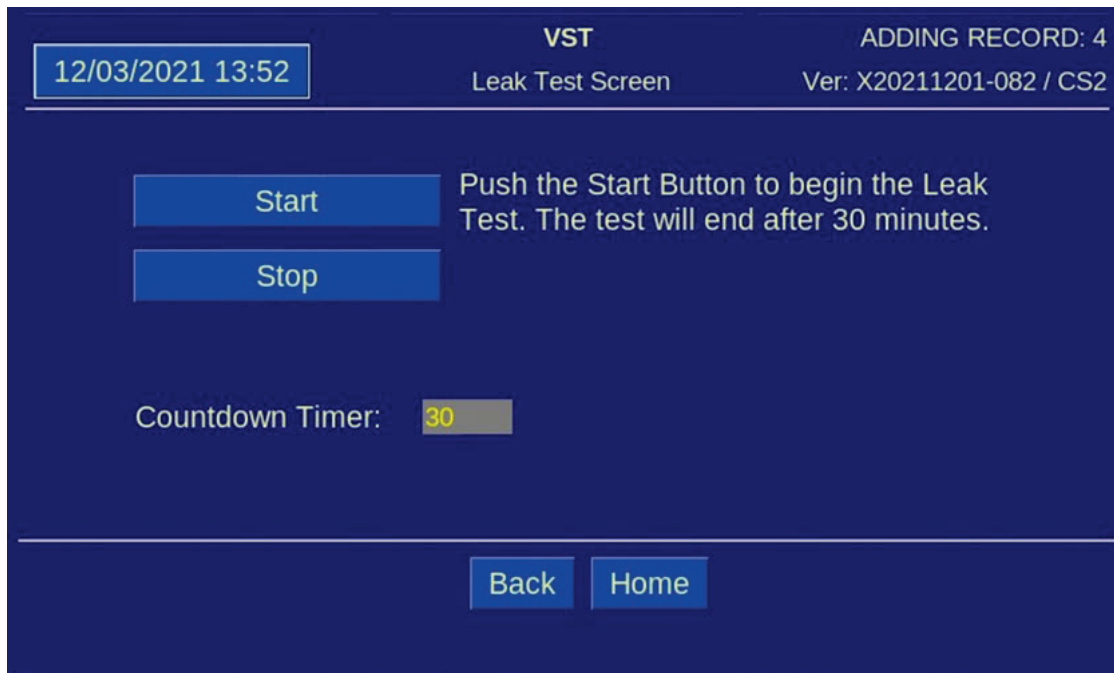 12/03/2021 13:52
VST
Leak Test Screen
ADDING RECORD: 4
Ver: X20211201-082 / CS2
Start
Push the Start Button to begin the Leak
Test. The test will end after 30 minutes.
Stop
Countdown Timer: 30
Back Home